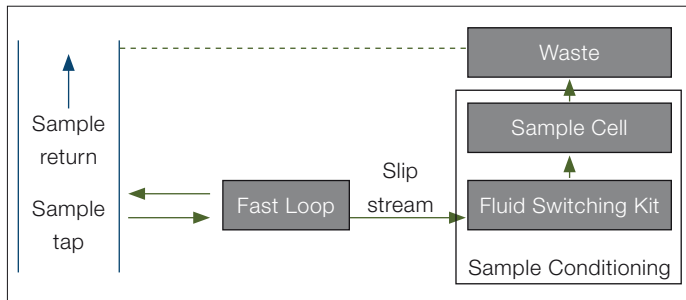 Waste
Sample
return
Sample Cell
Slip
stream
Sample
tap
Fast Loop
Fluid Switching Kit
Sample Conditioning